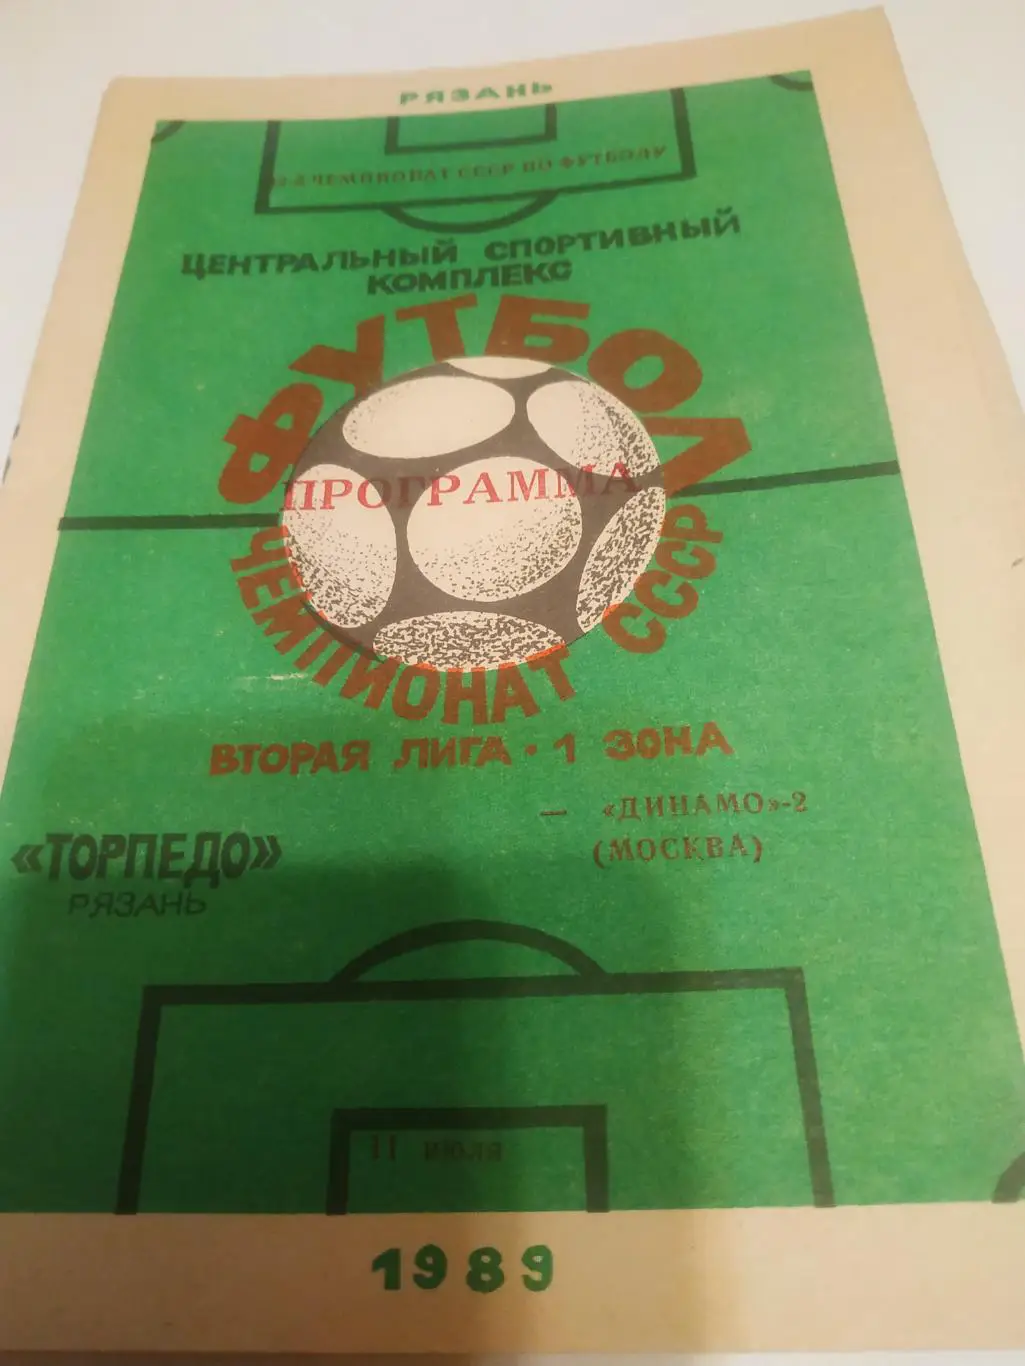 РЯЗАНЬ
ЧЕМПИОНАТ СССР ПО ФУТБОЛУ
ЦЕНТРАЛЬНЫЙ СПОРТИВНЫЙ
КОМПЛЕКС
ФУТБОЛ
ПРОГРАММА
ЧЕМПИОНАТ СССР
ВТОРАЯ ЛИГА · 1 ЗОНА
— «ДИНАМО»-2
(МОСКВА)
«ТОРПЕДО»
РЯЗАНЬ
11 июля
1989